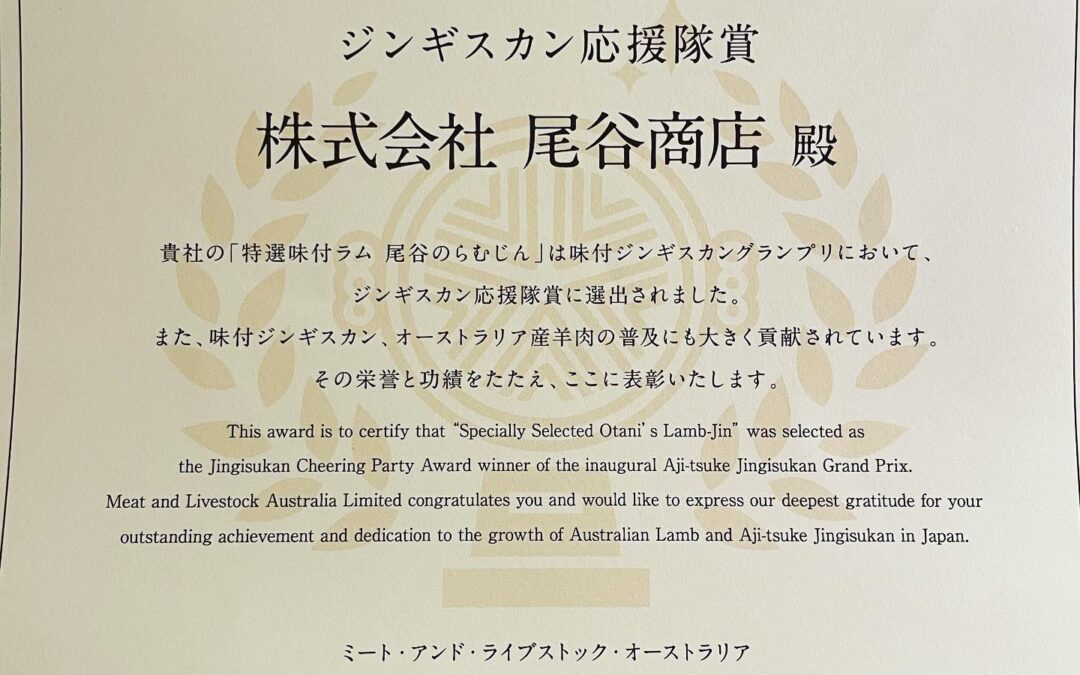 ジンギスカン応援隊賞
株式会社 尾谷商店 殿
貴社の「特選味付ラム 尾谷のらむじん」は味付ジンギスカングランプリにおいて、
ジンギスカン応援隊賞に選出されました。
また、味付ジンギスカン、オーストラリア産羊肉の普及にも大きく貢献されています。
その栄誉と功績をたたえ、ここに表彰いたします。
This award is to certify that “Specially Selected Otani's Lamb-Jin” was selected as
the Jingisukan Cheering Party Award winner of the inaugural Aji-tsuke Jingisukan Grand Prix.
Meat and Livestock Australia Limited congratulates you and would like to express our deepest gratitude for your
outstanding achievement and dedication to the growth of Australian Lamb and Aji-tsuke Jingisukan in Japan.
ミート・アンド・ライブストック・オーストラリア